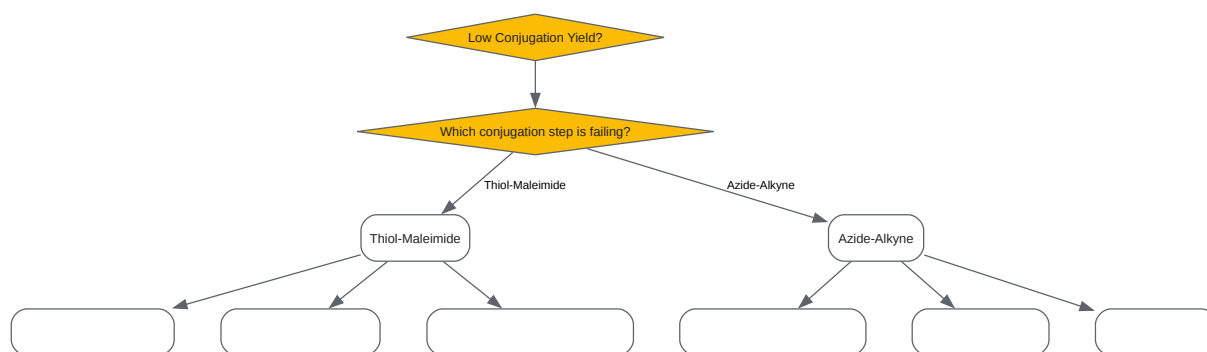 Low Conjugation Yield?
Which conjugation step is failing?
Thiol-Maleimide
Azide-Alkyne
Thiol-Maleimide
Azide-Alkyne